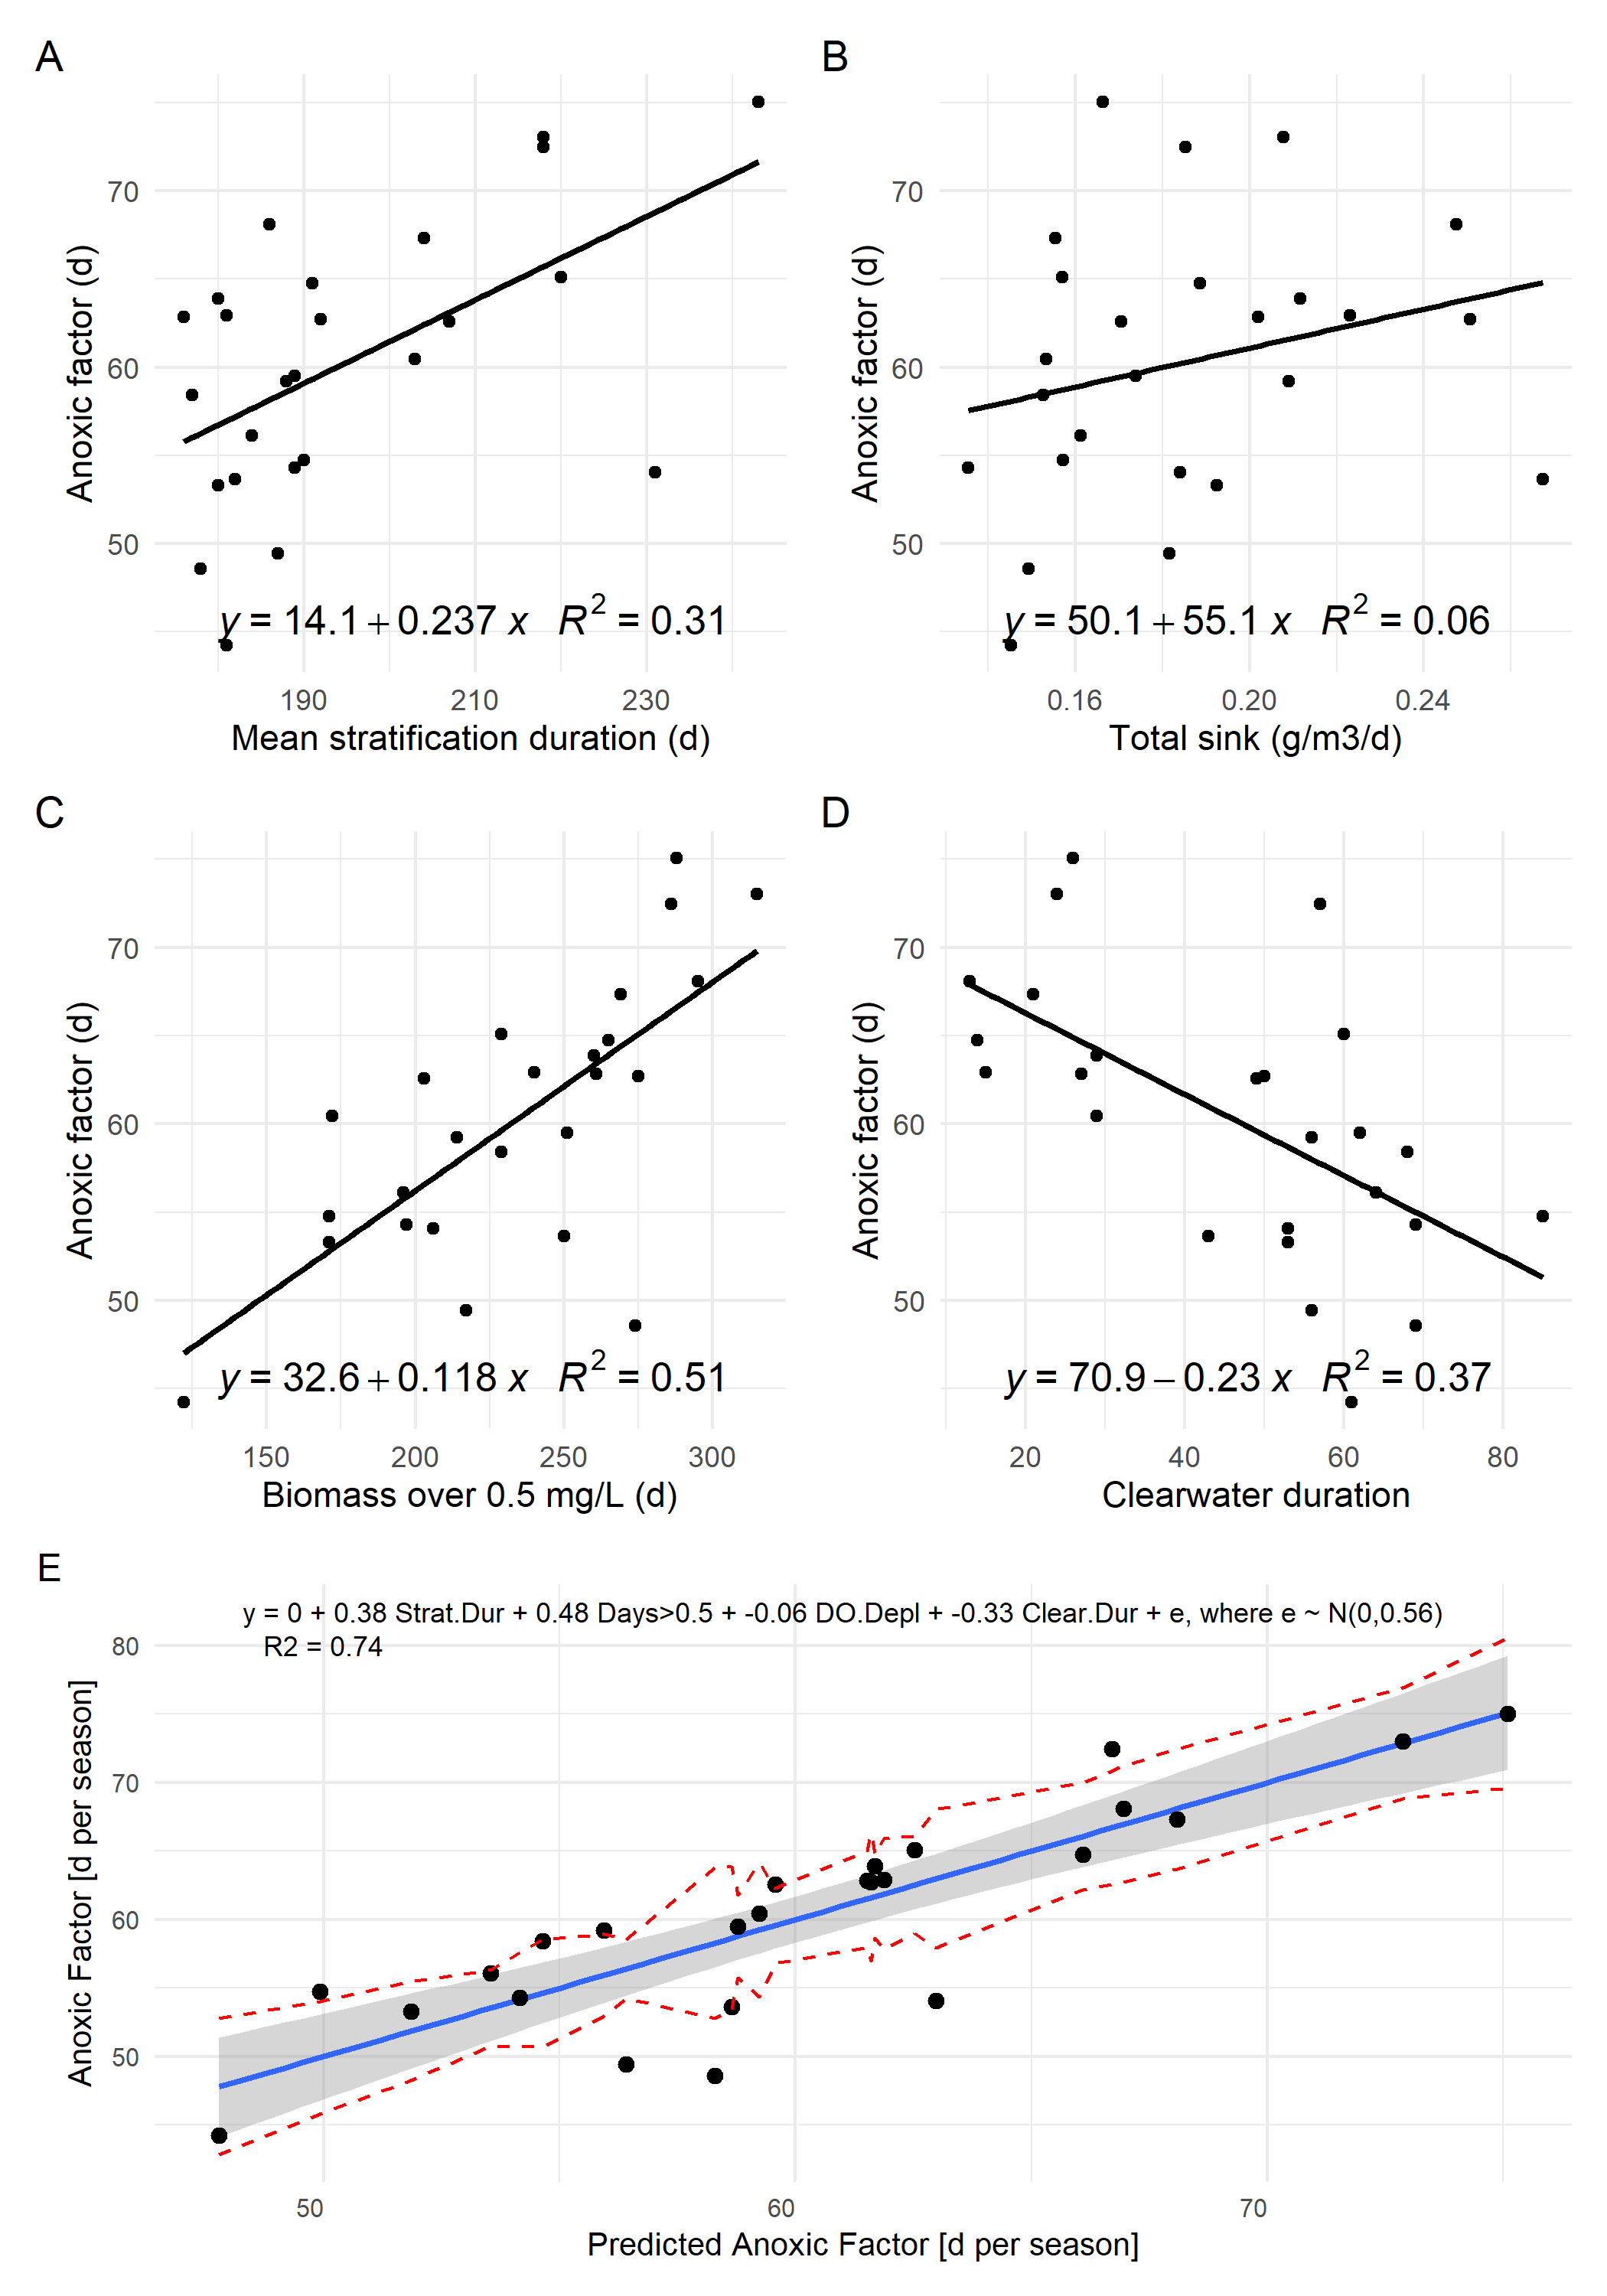 A
70
60
50
Anoxic factor (d)
y = 14.1 + 0.237 x R² = 0.31
190 210 230
Mean stratification duration (d)
B
70
60
50
Anoxic factor (d)
y = 50.1 + 55.1 x R² = 0.06
0.16 0.20 0.24
Total sink (g/m3/d)
C
70
60
50
Anoxic factor (d)
y = 32.6 + 0.118 x R² = 0.51
150 200 250 300
Biomass over 0.5 mg/L (d)
D
70
60
50
Anoxic factor (d)
y = 70.9 − 0.23 x R² = 0.37
20 40 60 80
Clearwater duration
E
y = 0 + 0.38 Strat.Dur + 0.48 Days>0.5 + -0.06 DO.Depl + -0.33 Clear.Dur + e, where e ~ N(0,0.56)
R2 = 0.74
80
70
60
50
Anoxic Factor [d per season]
50 60 70
Predicted Anoxic Factor [d per season]